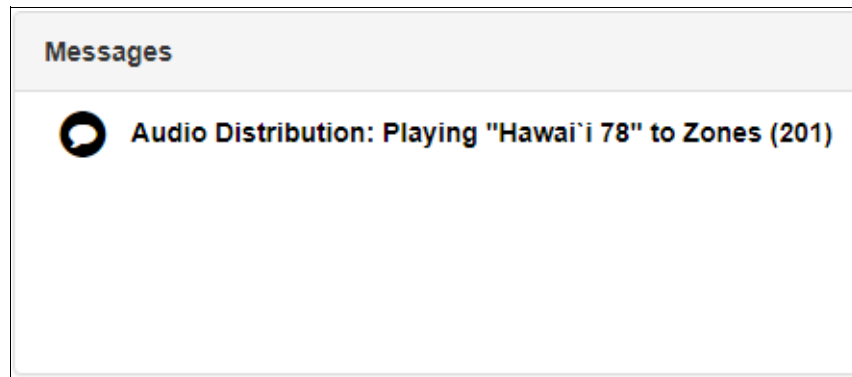 Messages
Audio Distribution: Playing "Hawai`i 78" to Zones (201)